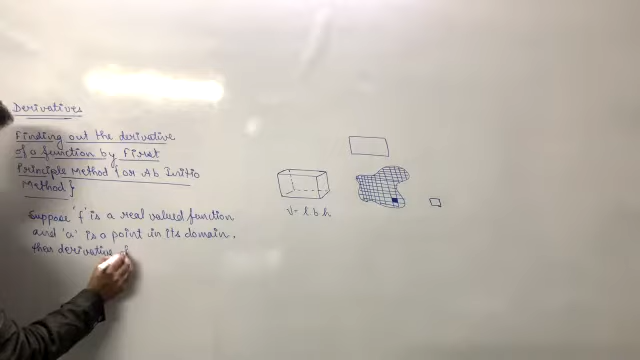 Derivatives
Finding out the derivative
of a function by First
Principle Method {or Ab Initio
Method}
Suppose 'f' is a real valued function
and 'a' is a point in its domain.
then derivative
V = l b h